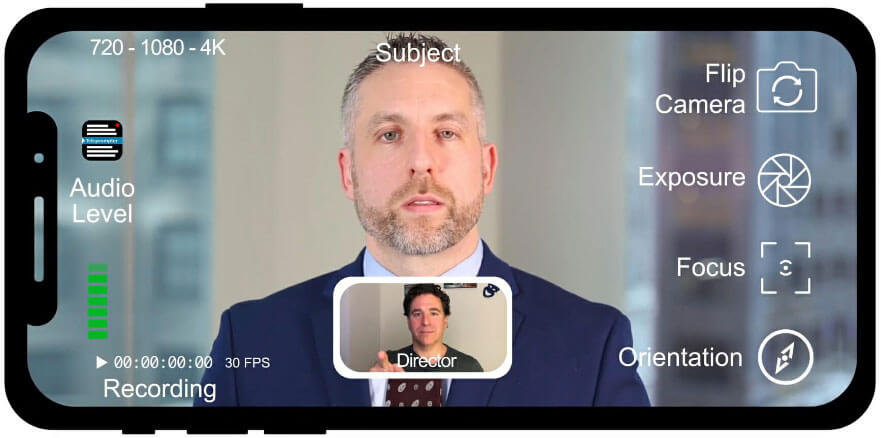 720 - 1080 - 4K
Subject
Flip
Camera
Teleprompter
Audio
Level
Exposure
Focus
Director
Orientation
00:00:00:00 30 FPS
Recording